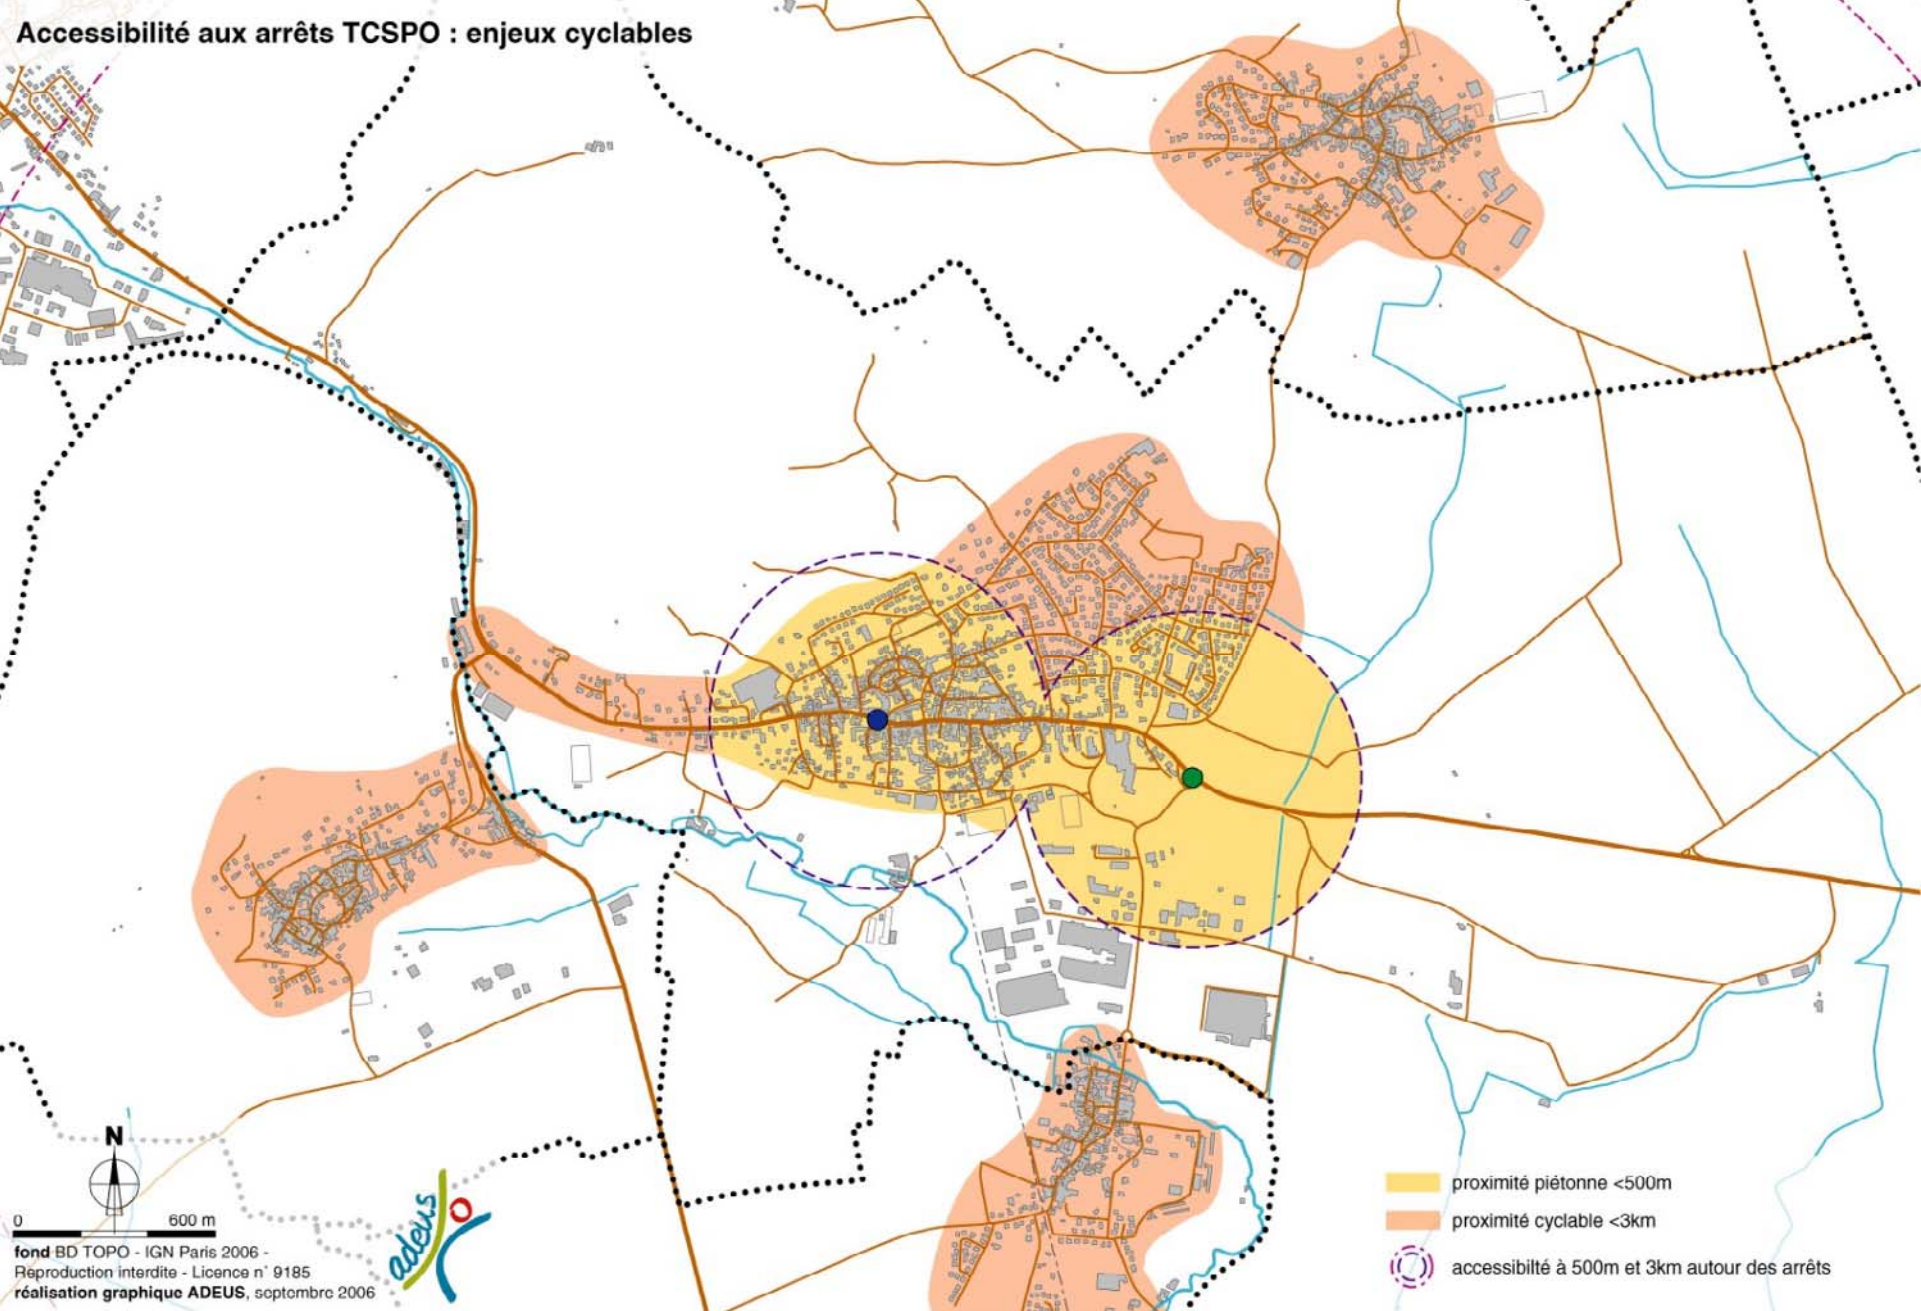 Accessibilité aux arrêts TCSPO : enjeux cyclables
N
0 600 m
fond BD TOPO - IGN Paris 2006 -
Reproduction interdite - Licence n° 9185
réalisation graphique ADEUS, septembre 2006
adeus
proximité piétonne <500m
proximité cyclable <3km
accessibilté à 500m et 3km autour des arrêts